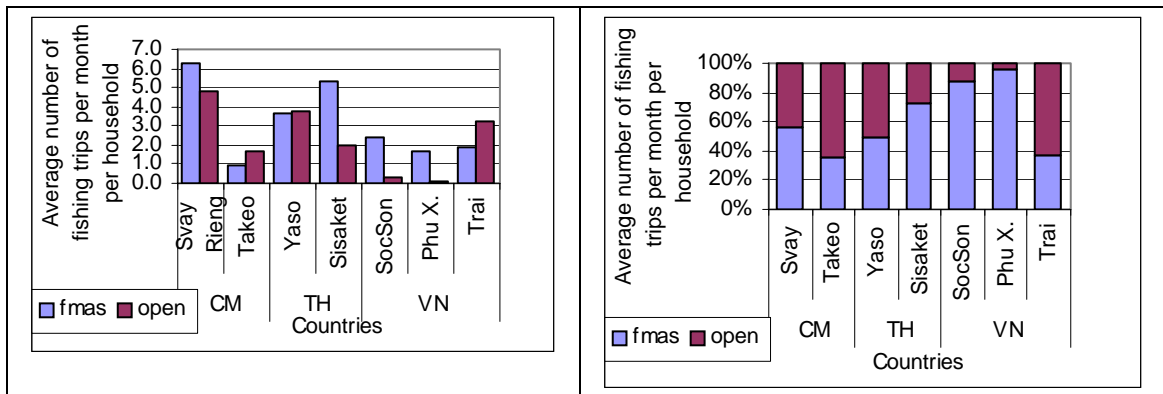 Average number of
fishing trips per month
per household
7.0
6.0
5.0
4.0
3.0
2.0
1.0
0.0
Svay
Rieng
Takeo
Yaso
Sisaket
SocSon
Phu X.
Trai
CM
TH
VN
Countries
fmas
open
Average number of fishing
trips per month per
household
100%
80%
60%
40%
20%
0%
Svay
Takeo
Yaso
Sisaket
SocSon
Phu X.
Trai
CM
TH
VN
Countries
fmas
open